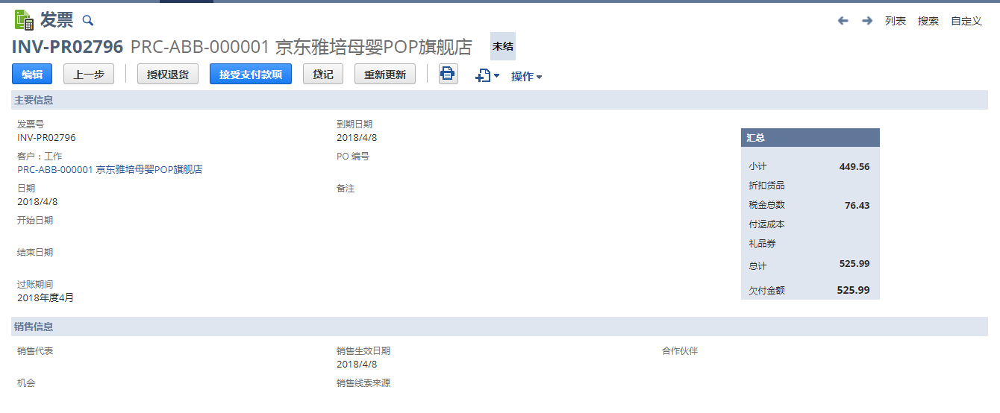 发票
列表 搜索 自定义
INV-PR02796 PRC-ABB-000001 京东雅培母婴POP旗舰店 未结
编辑 上一步 授权退货 接受支付款项 贷记 重新更新 操作
主要信息
发票号
INV-PR02796
客户:工作
PRC-ABB-000001 京东雅培母婴POP旗舰店
日期
2018/4/8
开始日期
结束日期
过账期间
2018年度4月
到期日期
2018/4/8
PO 编号
备注
汇总
小计 449.56
折扣货品
税金总数 76.43
付运成本
礼品券
总计 525.99
欠付金额 525.99
销售信息
销售代表
机会
销售生效日期
2018/4/8
销售线索来源
合作伙伴